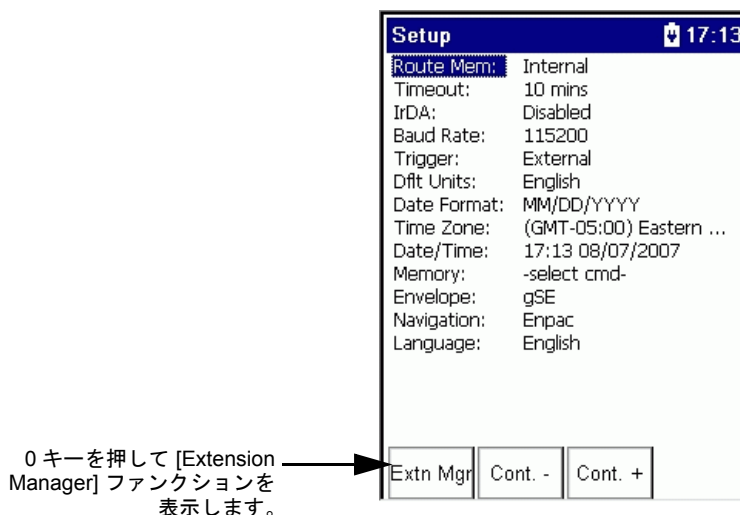 Setup 17:13
Route Mem: Internal
Timeout: 10 mins
IrDA: Disabled
Baud Rate: 115200
Trigger: External
Dflt Units: English
Date Format: MM/DD/YYYY
Time Zone: (GMT-05:00) Eastern ...
Date/Time: 17:13 08/07/2007
Memory: -select cmd-
Envelope: gSE
Navigation: Enpac
Language: English
0 キーを押して [Extension
Manager] ファンクションを
表示します。
Extn Mgr Cont. - Cont. +